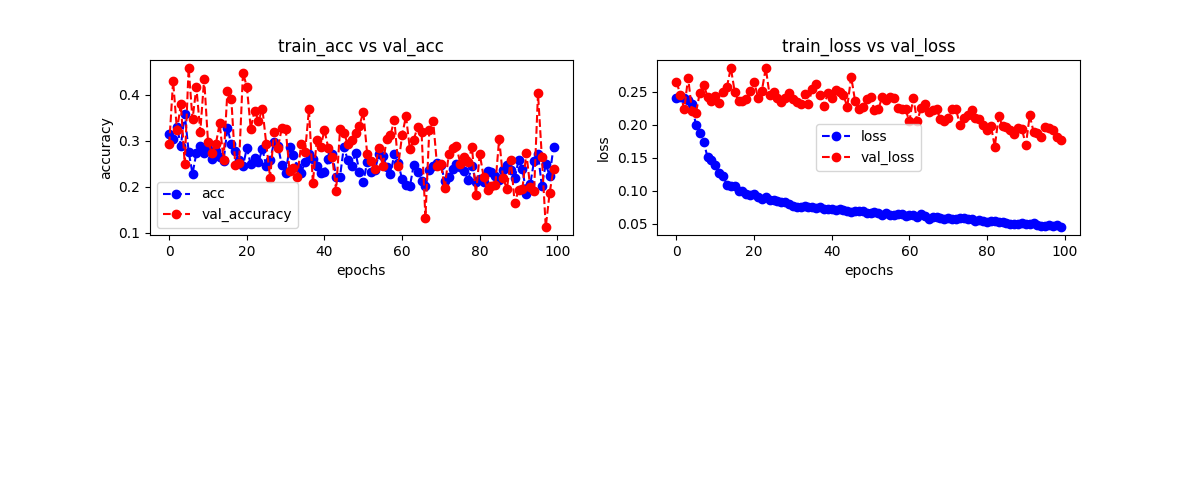 train_acc vs val_acc
accuracy
0.4
0.3
0.2
0.1
acc
val_accuracy
0 20 40 60 80 100
epochs
train_loss vs val_loss
loss
0.25
0.20
0.15
0.10
0.05
loss
val_loss
0 20 40 60 80 100
epochs